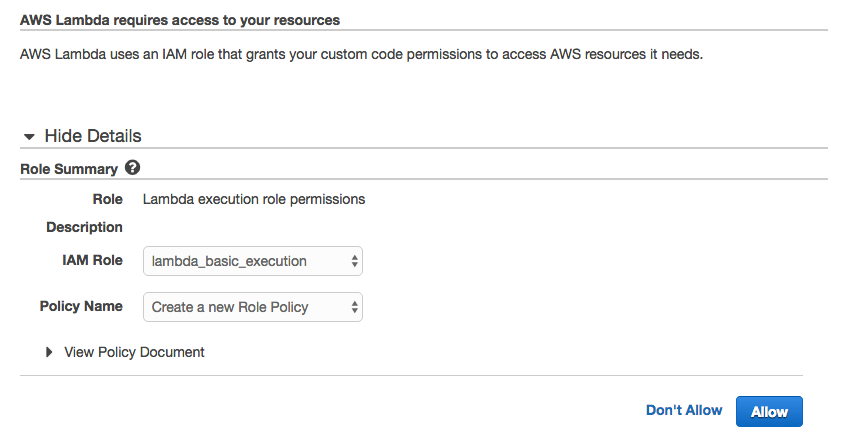 AWS Lambda requires access to your resources
AWS Lambda uses an IAM role that grants your custom code permissions to access AWS resources it needs.
Hide Details
Role Summary ?
Role Lambda execution role permissions
Description
IAM Role lambda_basic_execution
Policy Name Create a new Role Policy
View Policy Document
Don't Allow Allow